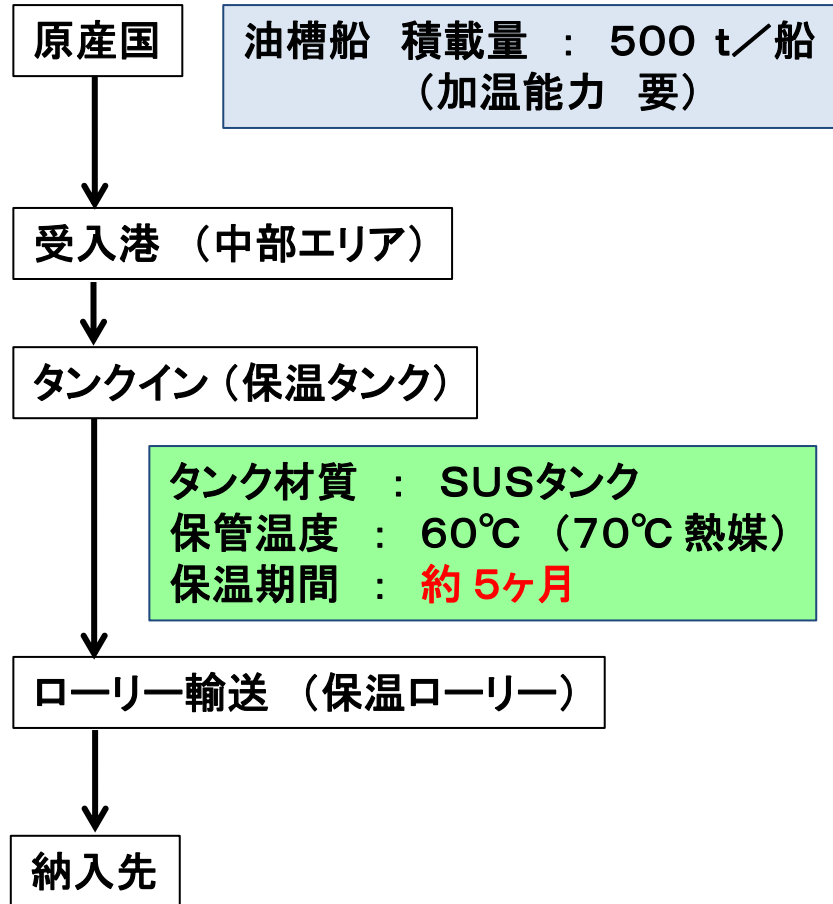 原産国
油槽船 積載量 : 500 t／船
（加温能力 要）
受入港 （中部エリア）
タンクイン（保温タンク）
タンク材質 : SUSタンク
保管温度 : 60℃ （70℃ 熱媒）
保温期間 : 約 5ヶ月
ローリー輸送 （保温ローリー）
納入先